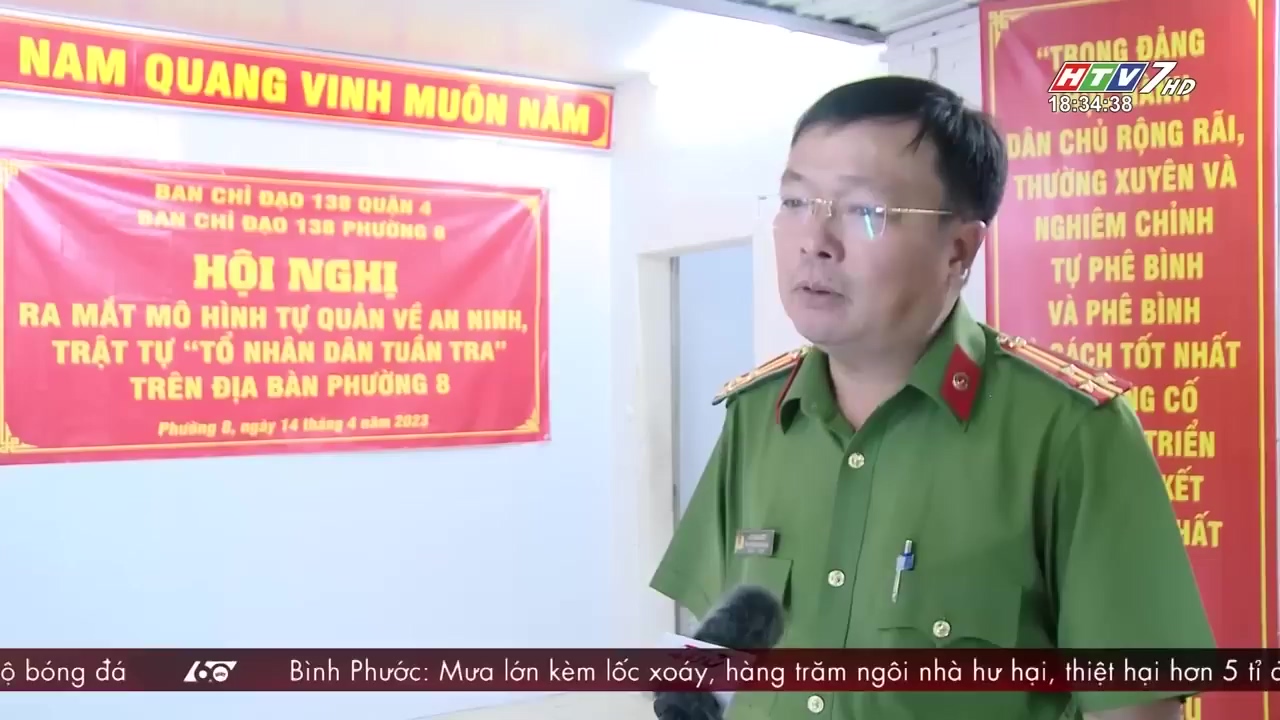 NAM QUANG VINH MUÔN NĂM
BAN CHỈ ĐẠO 138 QUẬN 4
BAN CHỈ ĐẠO 138 PHƯỜNG 8
HỘI NGHỊ
RA MẮT MÔ HÌNH TỰ QUẢN VỀ AN NINH,
TRẬT TỰ “TỔ NHÂN DÂN TUẦN TRA”
TRÊN ĐỊA BÀN PHƯỜNG 8
Phường 8, ngày 14 tháng 4 năm 2023
“TRONG ĐẢNG
HTV7 HD
18:34:38
DÂN CHỦ RỘNG RÃI,
THƯỜNG XUYÊN VÀ
NGHIÊM CHỈNH
TỰ PHÊ BÌNH
VÀ PHÊ BÌNH
CÁCH TỐT NHẤT
CỐ
TRIỂN
KẾT
NHẤT
ộ bóng đá
60
Bình Phước: Mưa lớn kèm lốc xoáy, hàng trăm ngôi nhà hư hại, thiệt hại hơn 5 tỉ